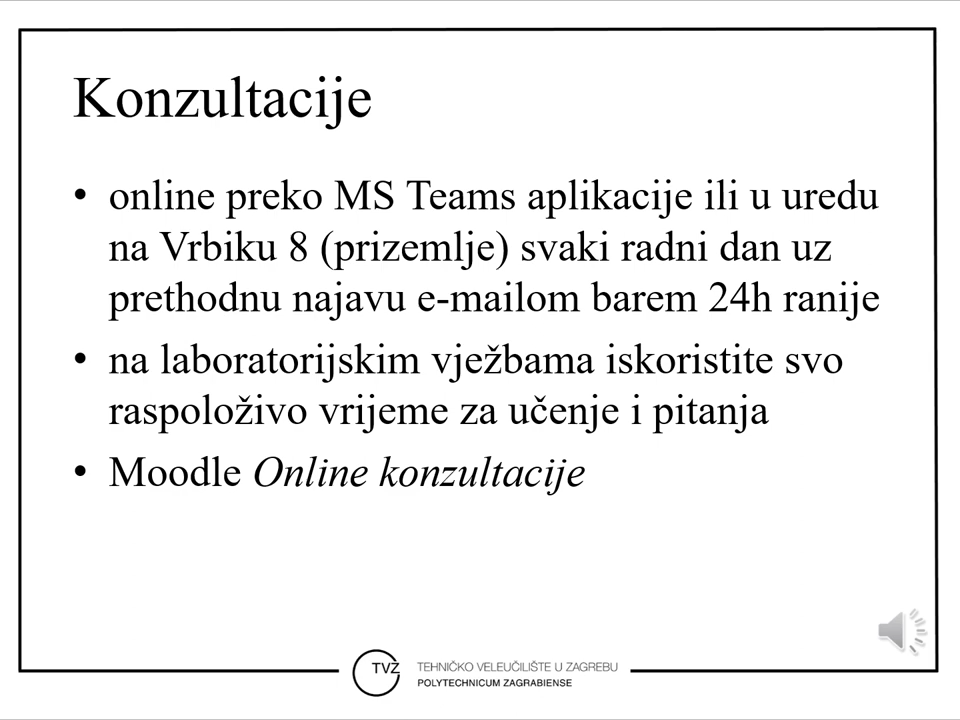 Konzultacije
• online preko MS Teams aplikacije ili u uredu
na Vrbiku 8 (prizemlje) svaki radni dan uz
prethodnu najavu e-mailom barem 24h ranije
• na laboratorijskim vježbama iskoristite svo
raspoloživo vrijeme za učenje i pitanja
• Moodle Online konzultacije
TVZ TEHNIČKO VELEUČILIŠTE U ZAGREBU
POLYTECHNICUM ZAGRABIENSE